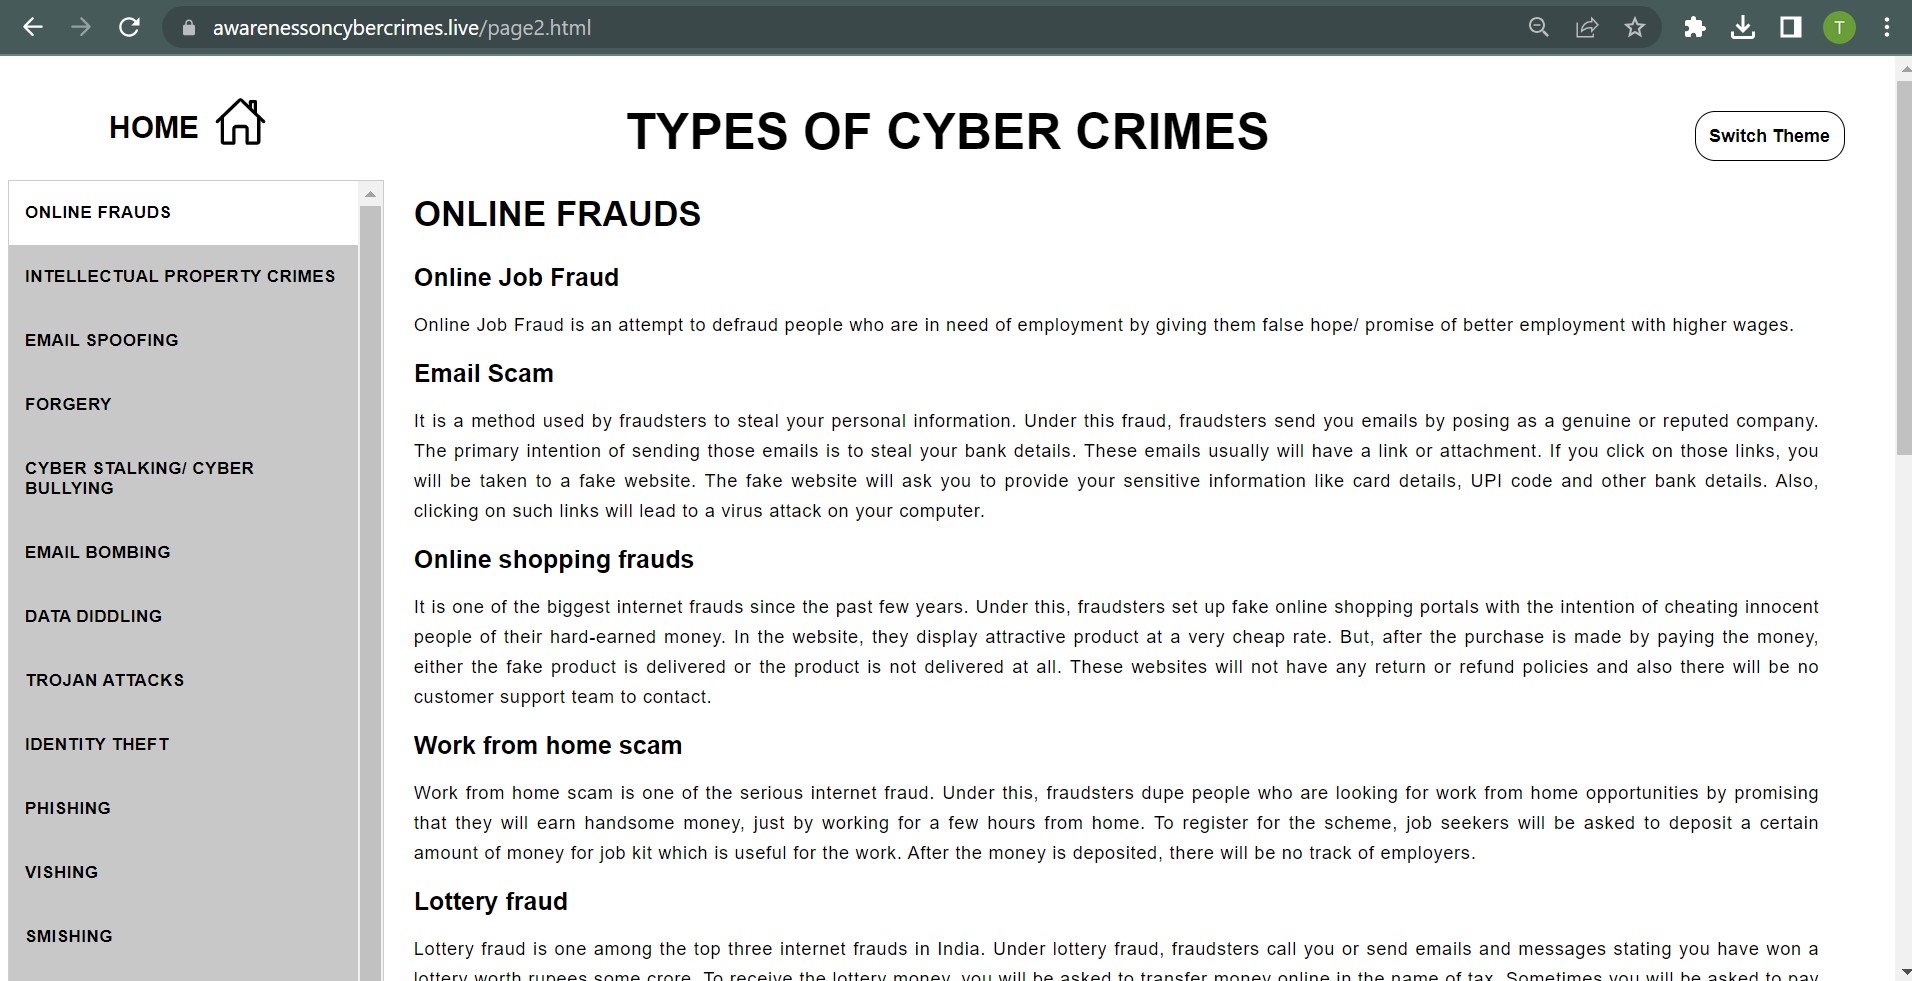 awarenessoncybercrimes.live/page2.html
T
HOME
TYPES OF CYBER CRIMES
Switch Theme
ONLINE FRAUDS
INTELLECTUAL PROPERTY CRIMES
EMAIL SPOOFING
FORGERY
CYBER STALKING/ CYBER
BULLYING
EMAIL BOMBING
DATA DIDDLING
TROJAN ATTACKS
IDENTITY THEFT
PHISHING
VISHING
SMISHING
ONLINE FRAUDS
Online Job Fraud
Online Job Fraud is an attempt to defraud people who are in need of employment by giving them false hope/ promise of better employment with higher wages.
Email Scam
It is a method used by fraudsters to steal your personal information. Under this fraud, fraudsters send you emails by posing as a genuine or reputed company.
The primary intention of sending those emails is to steal your bank details. These emails usually will have a link or attachment. If you click on those links, you
will be taken to a fake website. The fake website will ask you to provide your sensitive information like card details, UPI code and other bank details. Also,
clicking on such links will lead to a virus attack on your computer.
Online shopping frauds
It is one of the biggest internet frauds since the past few years. Under this, fraudsters set up fake online shopping portals with the intention of cheating innocent
people of their hard-earned money. In the website, they display attractive product at a very cheap rate. But, after the purchase is made by paying the money,
either the fake product is delivered or the product is not delivered at all. These websites will not have any return or refund policies and also there will be no
customer support team to contact.
Work from home scam
Work from home scam is one of the serious internet fraud. Under this, fraudsters dupe people who are looking for work from home opportunities by promising
that they will earn handsome money, just by working for a few hours from home. To register for the scheme, job seekers will be asked to deposit a certain
amount of money for job kit which is useful for the work. After the money is deposited, there will be no track of employers.
Lottery fraud
Lottery fraud is one among the top three internet frauds in India. Under lottery fraud, fraudsters call you or send emails and messages stating you have won a
lottery worth rupees some crore. To receive the lottery money, you will be asked to transfer money online in the name of tax. Sometimes you will be asked to pay